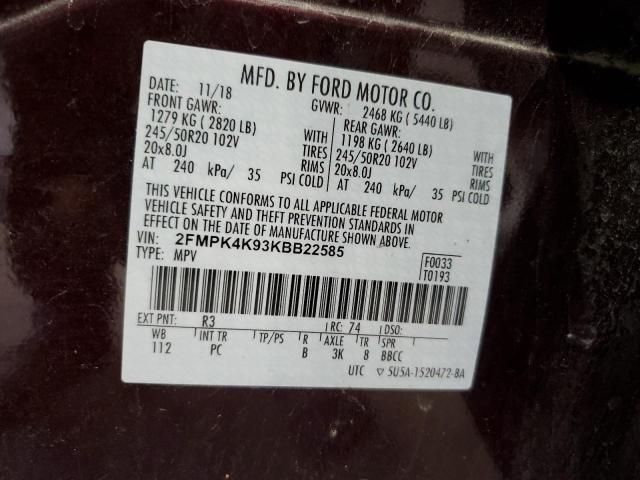 MFD. BY FORD MOTOR CO.
DATE: 11/18 GVWR: 2468 KG ( 5440 LB)
FRONT GAWR: REAR GAWR:
1279 KG ( 2820 LB) WITH 1198 KG ( 2640 LB) WITH
245/50R20 102V TIRES 245/50R20 102V TIRES
20x8.0J RIMS 20x8.0J RIMS
AT 240 kPa/ 35 PSI COLD AT 240 kPa/ 35 PSI COLD
THIS VEHICLE CONFORMS TO ALL APPLICABLE FEDERAL MOTOR
VEHICLE SAFETY AND THEFT PREVENTION STANDARDS IN
EFFECT ON THE DATE OF MANUFACTURE SHOWN ABOVE.
VIN: 2FMPK4K93KBB22585
TYPE: MPV
F0033
T0193
EXT PNT: R3 RC: 74 DSO:
WB INT TR TP/PS R AXLE TR SPR
112 PC B 3K 8 BBCC
UTC ▽ 5U5A-1520472-BA